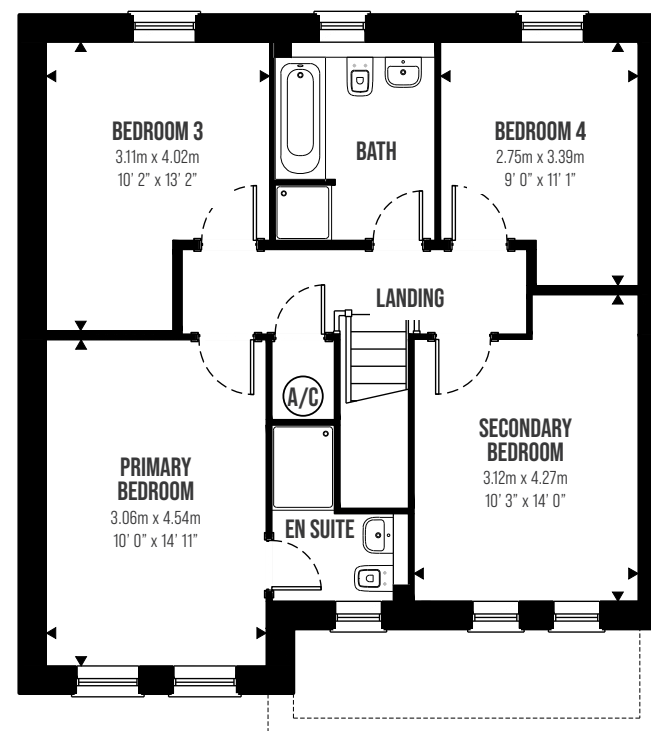 BEDROOM 3
3.11m x 4.02m
10' 2" x 13' 2"
BATH
BEDROOM 4
2.75m x 3.39m
9' 0" x 11' 1"
LANDING
A/C
PRIMARY
BEDROOM
3.06m x 4.54m
10' 0" x 14' 11"
EN SUITE
SECONDARY
BEDROOM
3.12m x 4.27m
10' 3" x 14' 0"